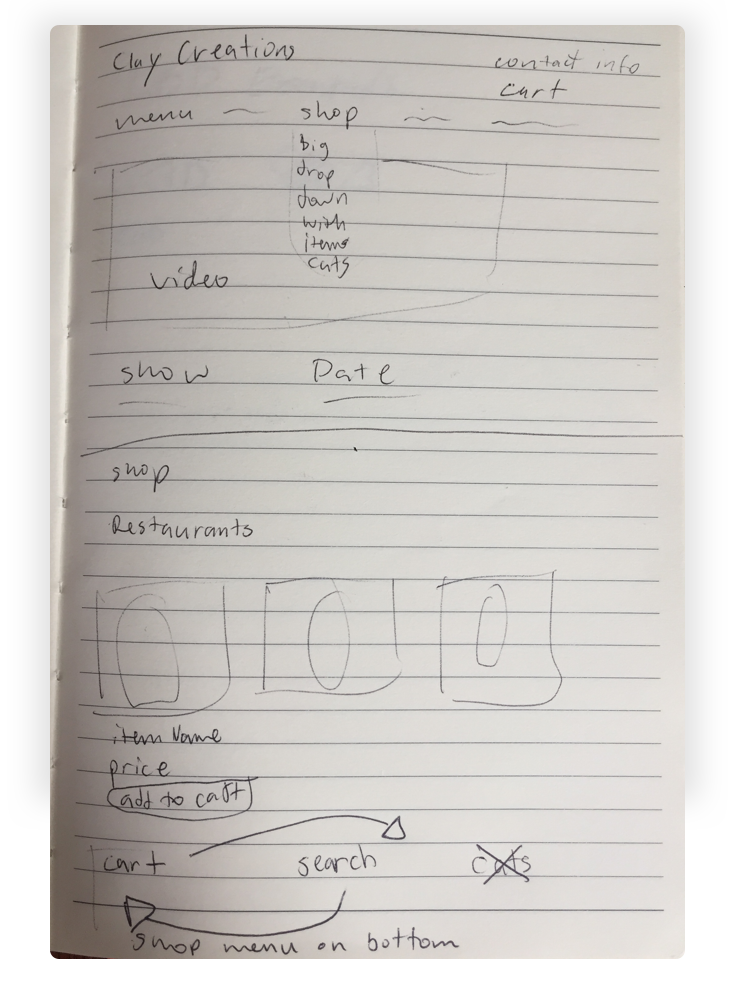 Clay Creations
contact info
cart
menu shop
big
drop
down
with
items
cats
video
show Date
shop
Restaurants
item Name
price
add to cart
cart search cats
shop menu on bottom